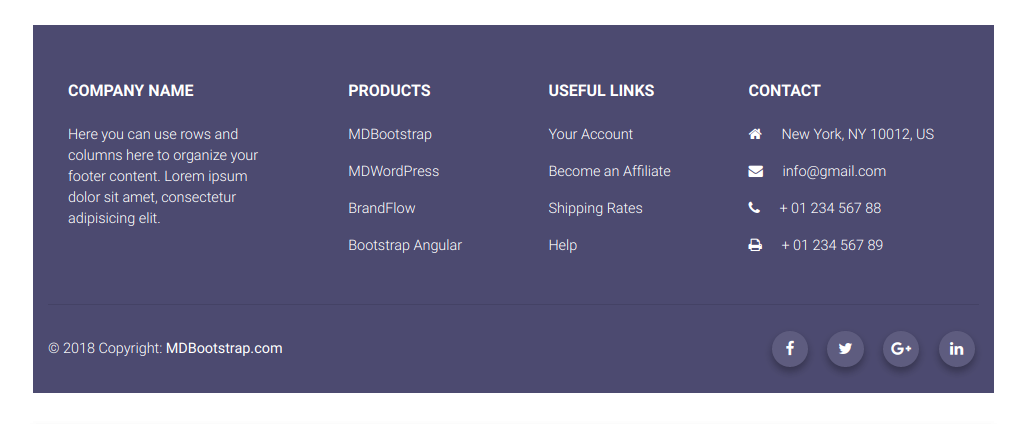 COMPANY NAME
Here you can use rows and
columns here to organize your
footer content. Lorem ipsum
dolor sit amet, consectetur
adipisicing elit.
PRODUCTS
MDBootstrap
MDWordPress
BrandFlow
Bootstrap Angular
USEFUL LINKS
Your Account
Become an Affiliate
Shipping Rates
Help
CONTACT
New York, NY 10012, US
info@gmail.com
+ 01 234 567 88
+ 01 234 567 89
© 2018 Copyright: MDBootstrap.com
f
G+
in